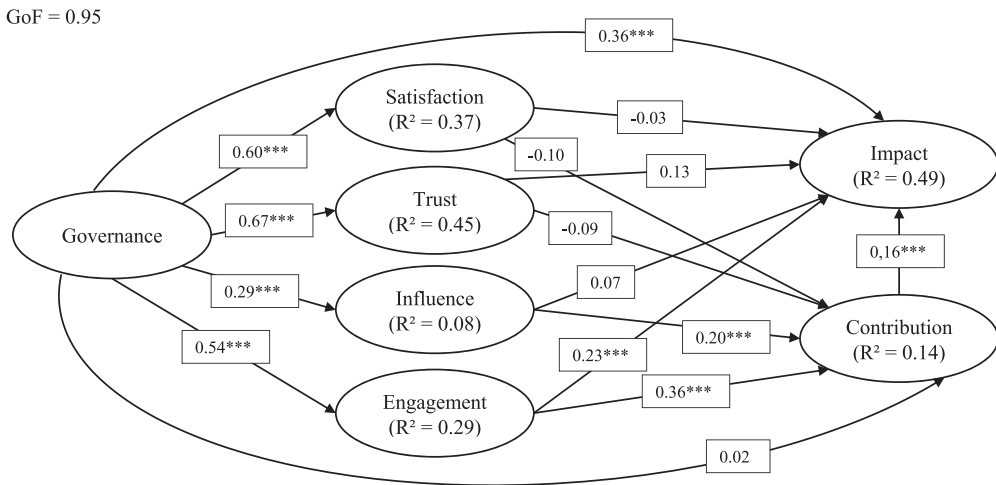 GoF = 0.95
0.36***
Satisfaction
(R² = 0.37)
-0.03
0.60***
-0.10
Impact
(R² = 0.49)
Trust
(R² = 0.45)
0.13
Governance
0.67***
-0.09
0,16***
0.29***
Influence
(R² = 0.08)
0.07
0.20***
Contribution
(R² = 0.14)
0.54***
0.23***
Engagement
(R² = 0.29)
0.36***
0.02